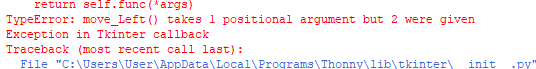 return self.func(*args)
TypeError: move_Left() takes 1 positional argument but 2 were given
Exception in Tkinter callback
Traceback (most recent call last):
File "C:\Users\User\AppData\Local\Programs\Thonny\lib\tkinter\__init__.py"